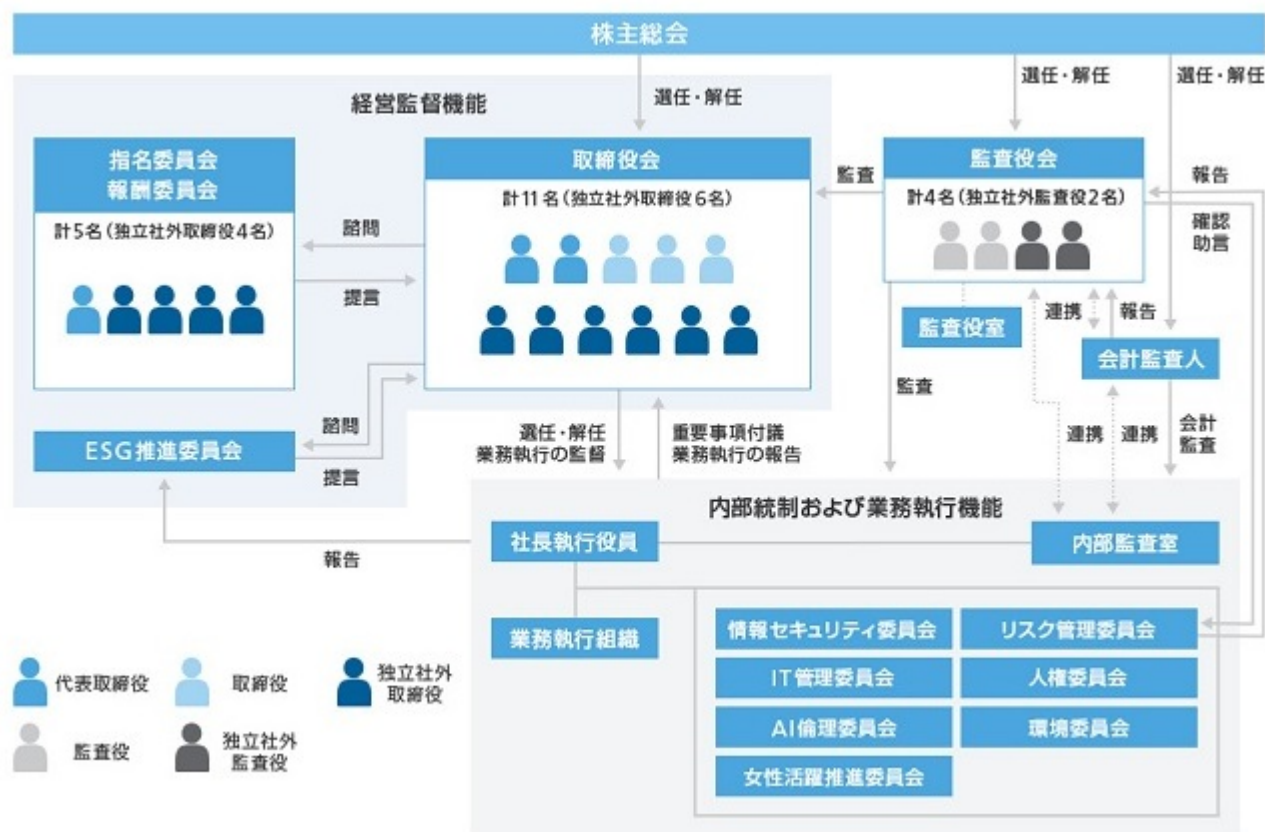 株主総会
経営監督機能
選任・解任
選任・解任
選任・解任
指名委員会
報酬委員会
計5名(独立社外取締役4名)
諮問
提言
取締役会
計11名(独立社外取締役6名)
監査
監査役会
計4名(独立社外監査役2名)
報告
確認
助言
監査役室
連携
報告
会計監査人
監査
連携
連携
会計
監査
ESG推進委員会
諮問
提言
選任・解任
業務執行の監督
重要事項付議
業務執行の報告
報告
内部統制および業務執行機能
社長執行役員
内部監査室
業務執行組織
情報セキュリティ委員会
リスク管理委員会
IT管理委員会
人権委員会
AI倫理委員会
環境委員会
女性活躍推進委員会
代表取締役
取締役
独立社外
取締役
監査役
独立社外
監査役